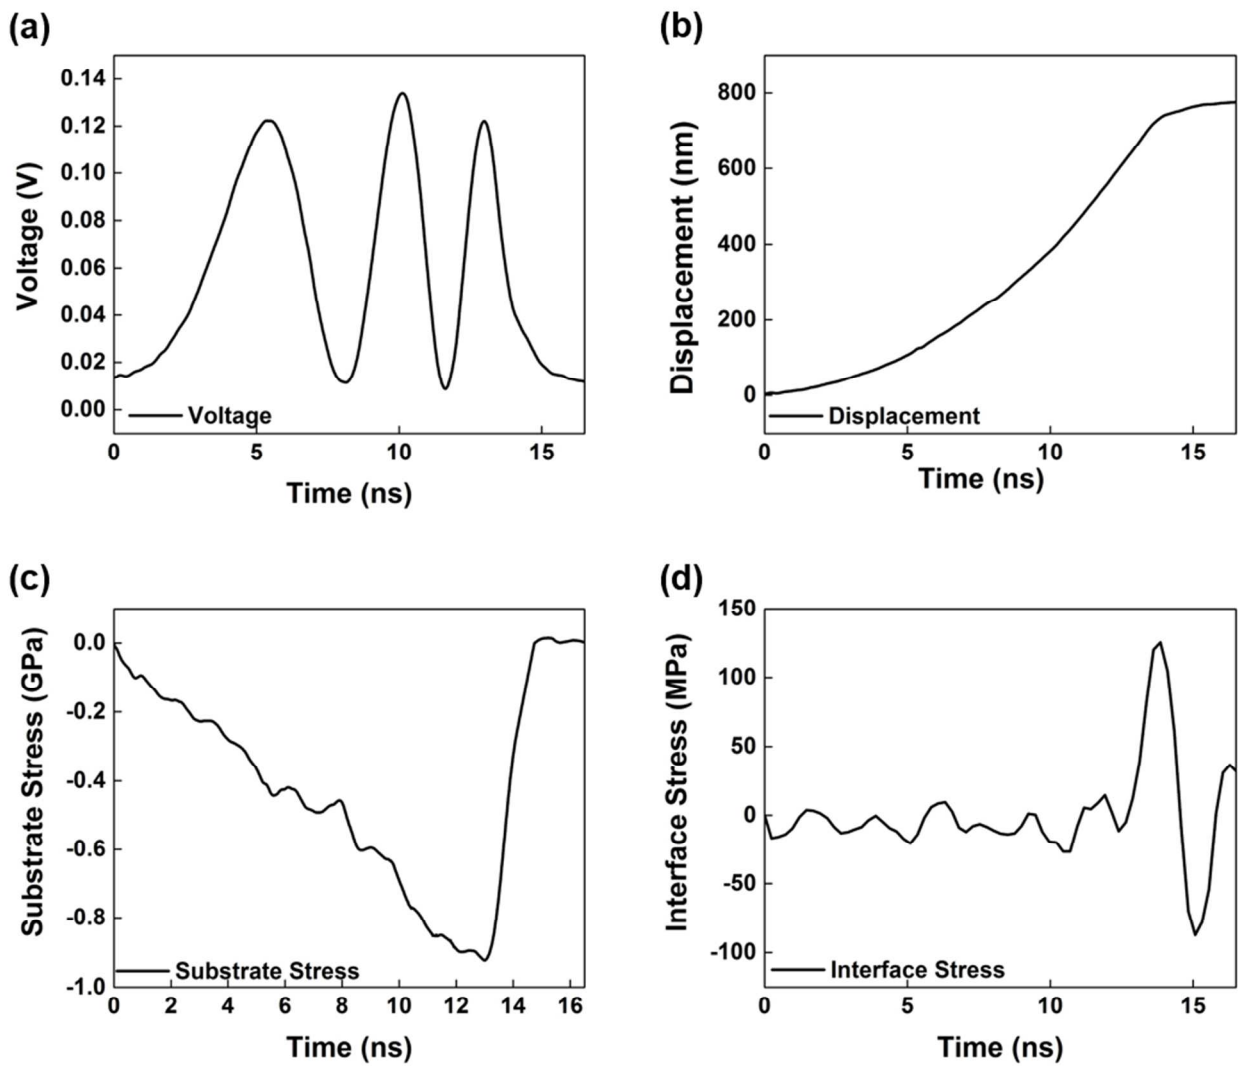 (a)
0.14
0.12
0.10
0.08
0.06
0.04
0.02
0.00
Voltage (V)
Voltage
0 5 10 15
Time (ns)
(b)
800
600
400
200
0
Displacement (nm)
Displacement
0 5 10 15
Time (ns)
(c)
0.0
-0.2
-0.4
-0.6
-0.8
-1.0
Substrate Stress (GPa)
Substrate Stress
0 2 4 6 8 10 12 14 16
Time (ns)
(d)
150
100
50
0
-50
-100
Interface Stress (MPa)
Interface Stress
0 5 10 15
Time (ns)